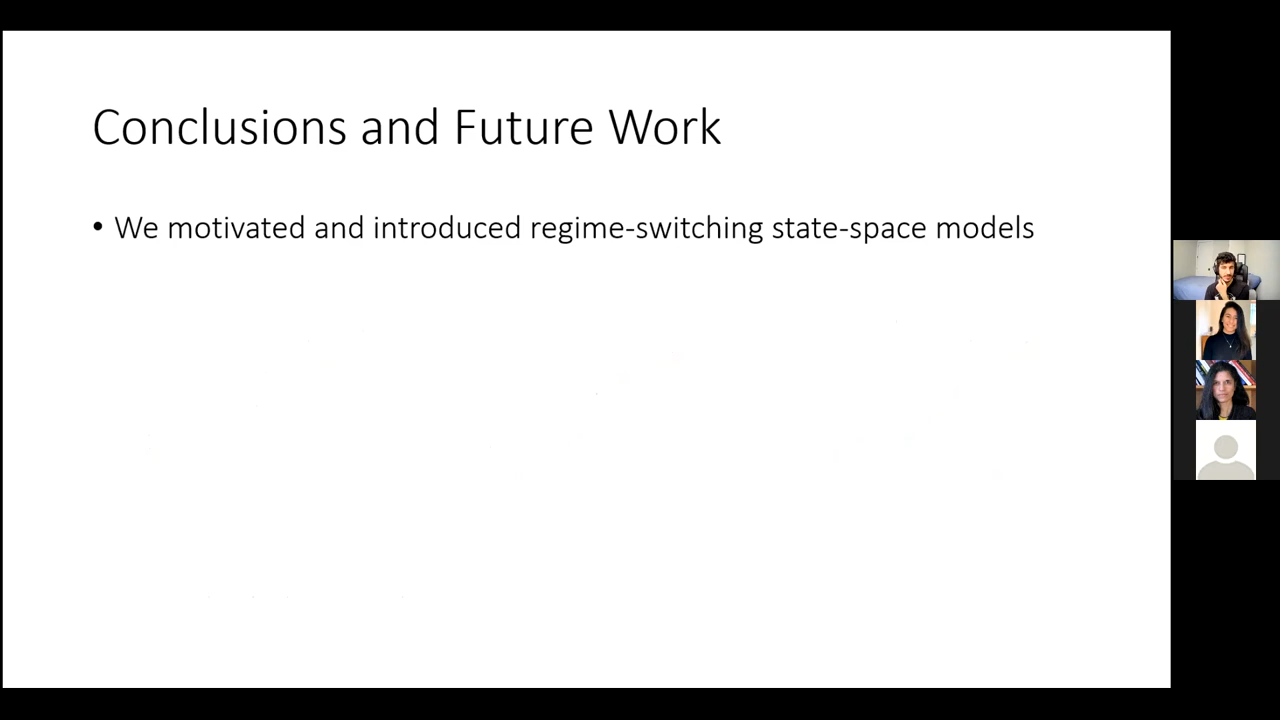 Conclusions and Future Work
• We motivated and introduced regime-switching state-space models